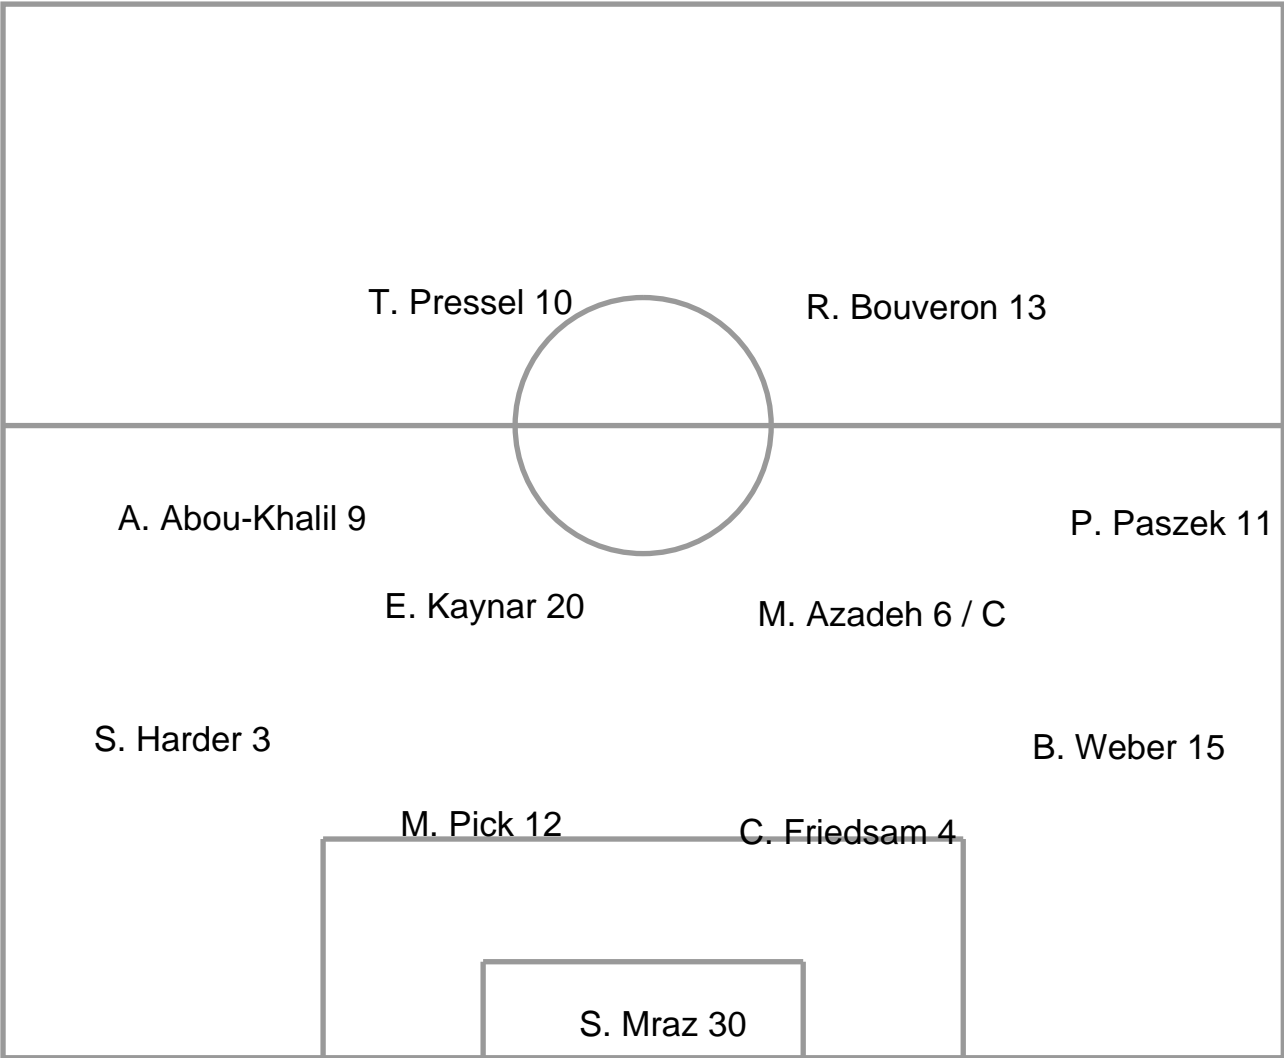 T. Pressel 10
R. Bouveron 13
A. Abou-Khalil 9
P. Paszek 11
E. Kaynar 20
M. Azadeh 6 / C
S. Harder 3
B. Weber 15
M. Pick 12
C. Friedsam 4
S. Mraz 30